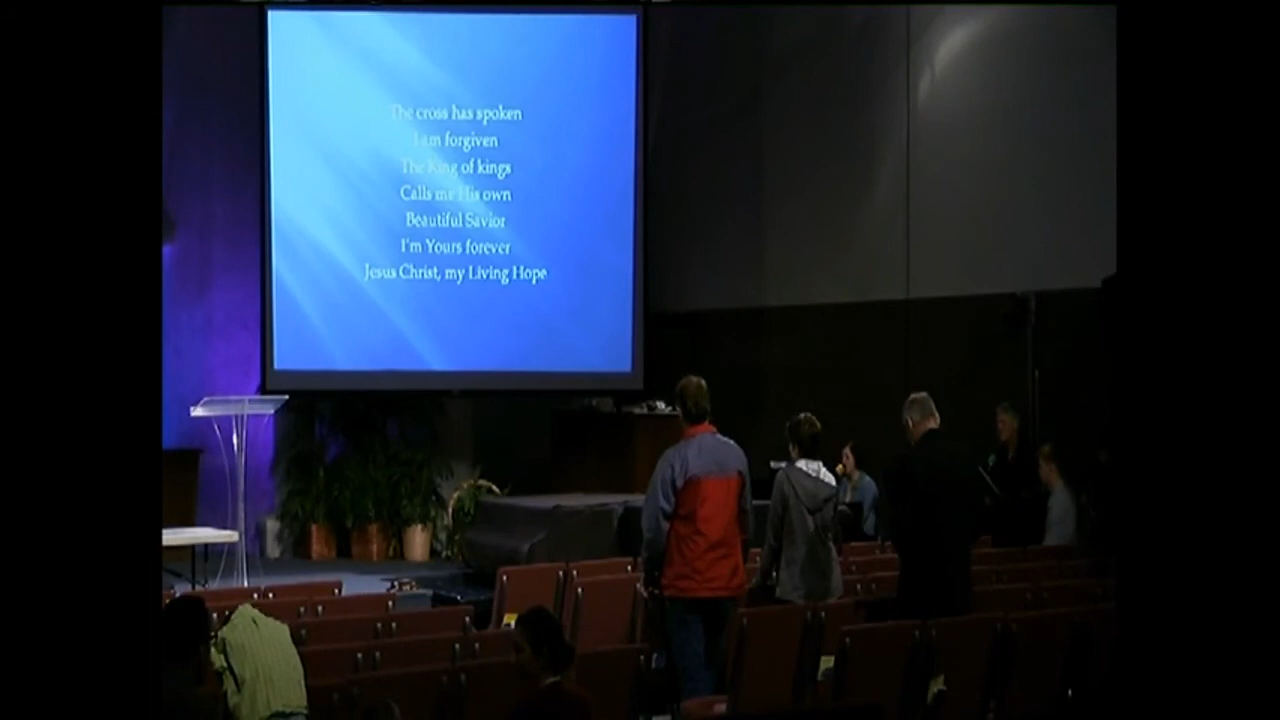 The cross has spoken
I am forgiven
The King of kings
Calls me His own
Beautiful Savior
I'm Yours forever
Jesus Christ, my Living Hope